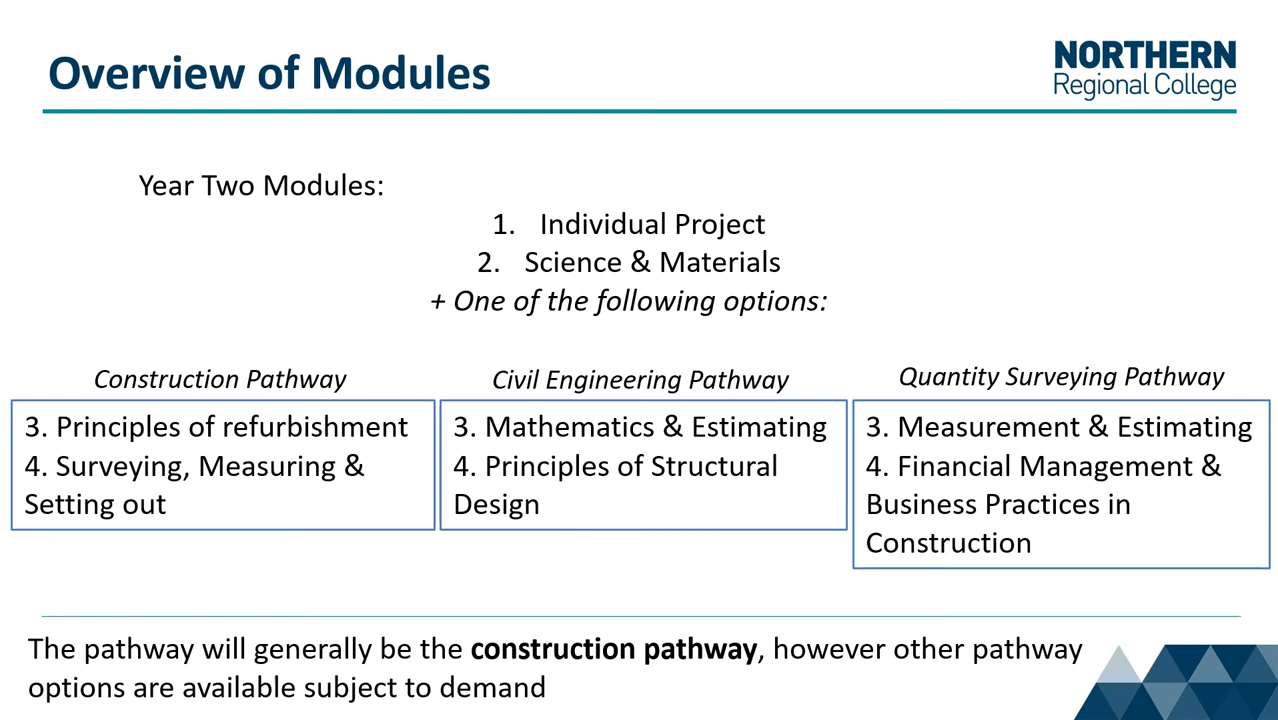 Overview of Modules
NORTHERN
Regional College
Year Two Modules:
1. Individual Project
2. Science & Materials
+ One of the following options:
Construction Pathway
3. Principles of refurbishment
4. Surveying, Measuring &
Setting out
Civil Engineering Pathway
3. Mathematics & Estimating
4. Principles of Structural
Design
Quantity Surveying Pathway
3. Measurement & Estimating
4. Financial Management &
Business Practices in
Construction
The pathway will generally be the construction pathway, however other pathway
options are available subject to demand